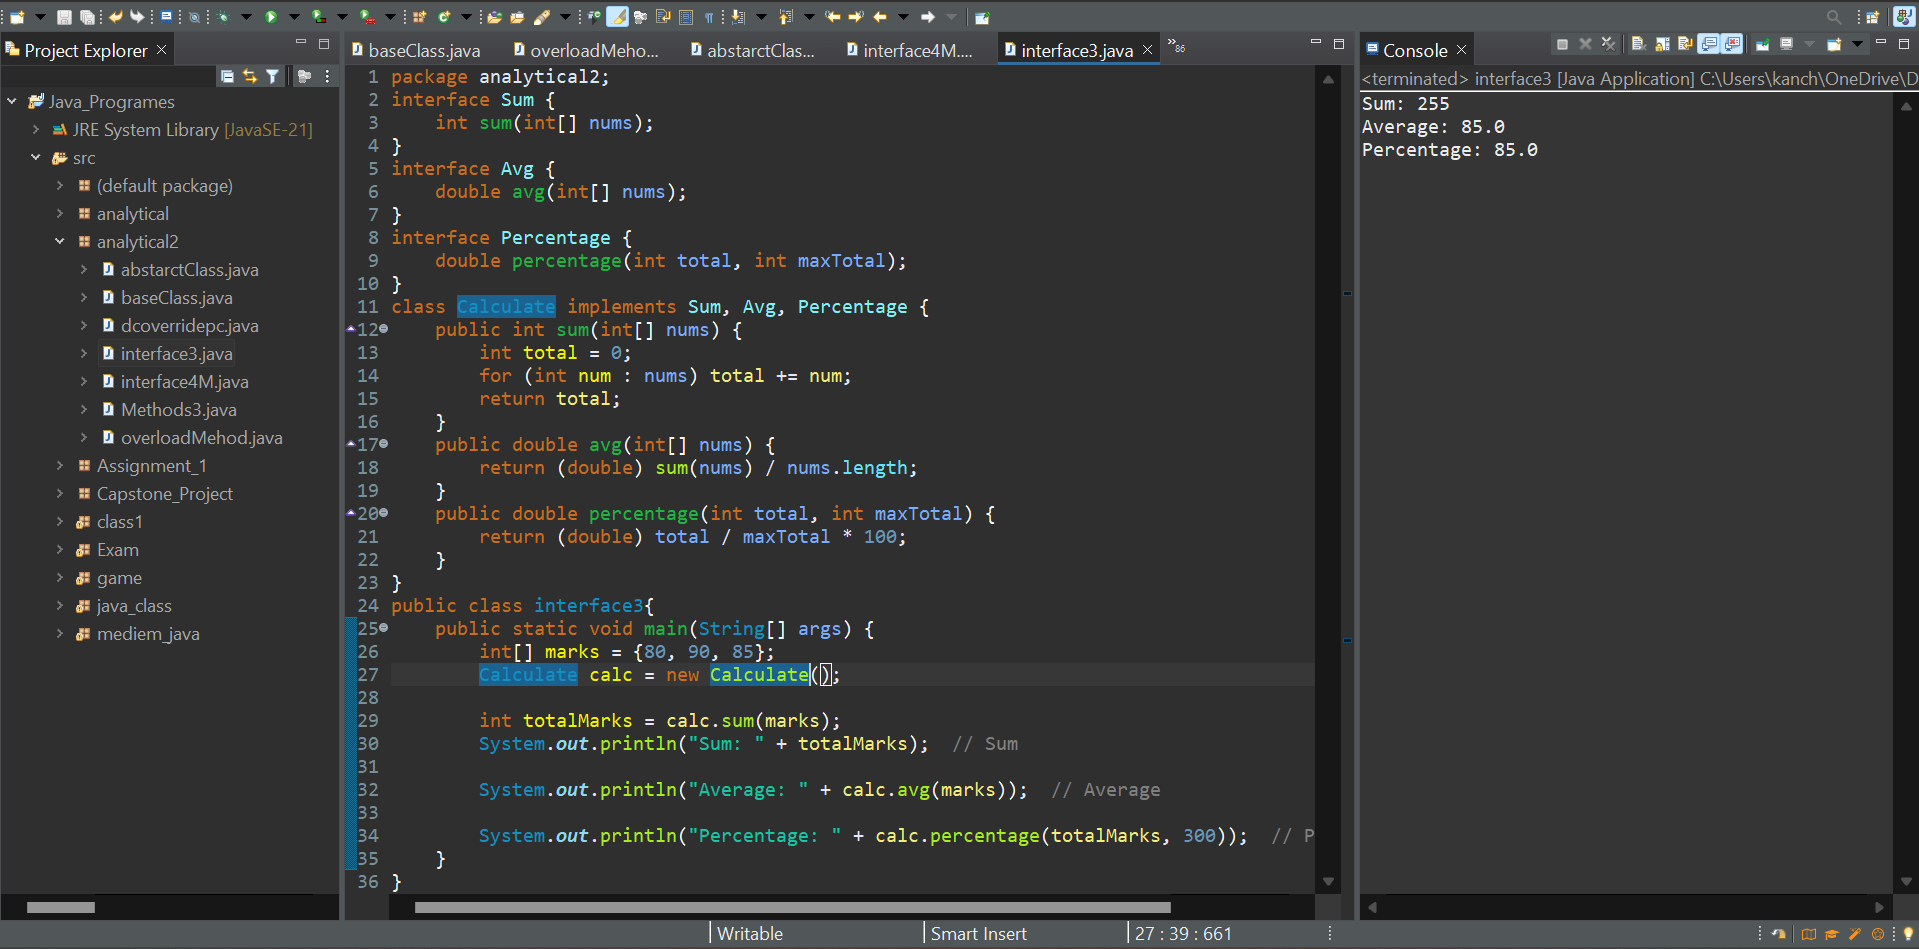 Project Explorer
Java_Programes
JRE System Library [JavaSE-21]
src
(default package)
analytical
analytical2
abstarctClass.java
baseClass.java
dcoverridepc.java
interface3.java
interface4M.java
Methods3.java
overloadMehod.java
Assignment_1
Capstone_Project
class1
Exam
game
java_class
mediem_java
baseClass.java overloadMeho... abstarctClas... interface4M.... interface3.java »86
1 package analytical2;
2 interface Sum {
3     int sum(int[] nums);
4 }
5 interface Avg {
6     double avg(int[] nums);
7 }
8 interface Percentage {
9     double percentage(int total, int maxTotal);
10 }
11 class Calculate implements Sum, Avg, Percentage {
12     public int sum(int[] nums) {
13         int total = 0;
14         for (int num : nums) total += num;
15         return total;
16     }
17     public double avg(int[] nums) {
18         return (double) sum(nums) / nums.length;
19     }
20     public double percentage(int total, int maxTotal) {
21         return (double) total / maxTotal * 100;
22     }
23 }
24 public class interface3{
25     public static void main(String[] args) {
26         int[] marks = {80, 90, 85};
27         Calculate calc = new Calculate();
28
29         int totalMarks = calc.sum(marks);
30         System.out.println("Sum: " + totalMarks);  // Sum
31
32         System.out.println("Average: " + calc.avg(marks));  // Average
33
34         System.out.println("Percentage: " + calc.percentage(totalMarks, 300));  // P
35     }
36 }
Console
<terminated> interface3 [Java Application] C:\Users\kanch\OneDrive\D
Sum: 255
Average: 85.0
Percentage: 85.0
Writable Smart Insert 27 : 39 : 661